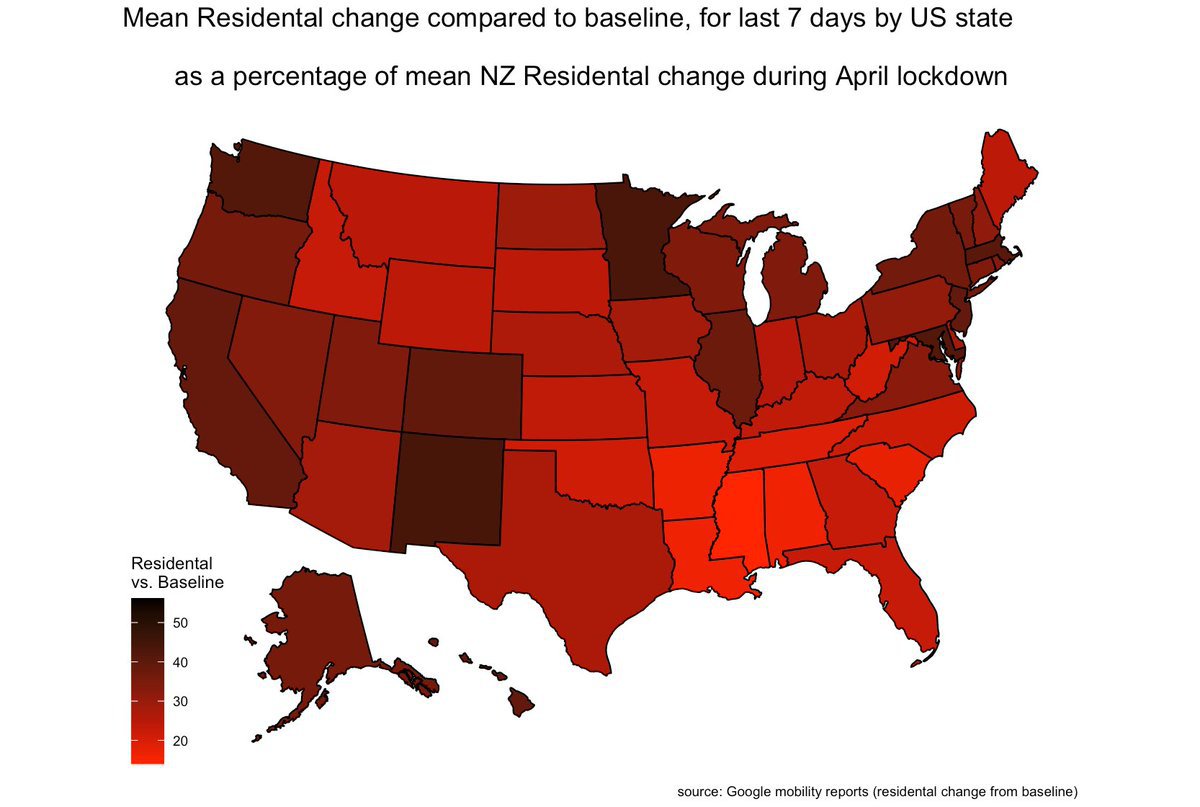 Mean Residental change compared to baseline, for last 7 days by US state
as a percentage of mean NZ Residental change during April lockdown
Residental
vs. Baseline
50
40
30
20
source: Google mobility reports (residental change from baseline)